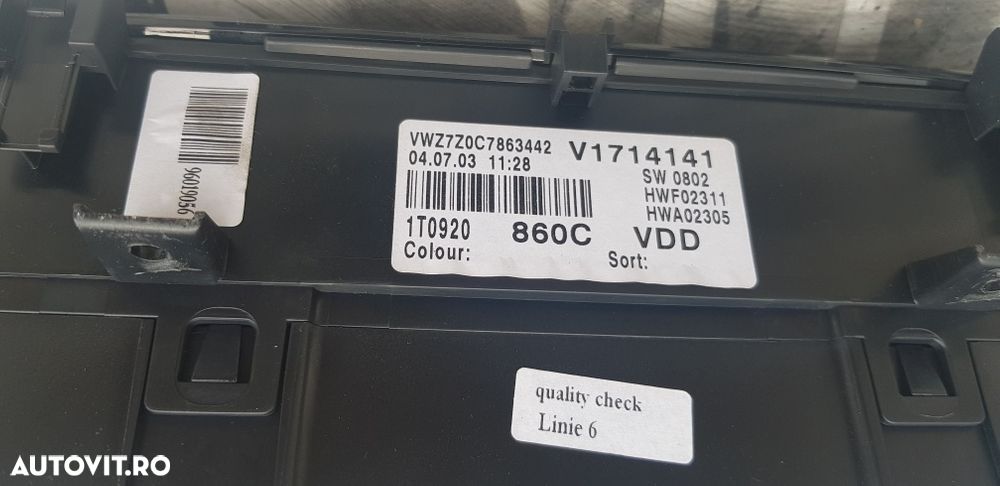 96019056
VWZ7Z0C7863442 V1714141
04.07.03 11:28 SW 0802
HWF02311
HWA02305
1T0920 860C VDD
Colour: Sort:
quality check
Linie 6
AUTOVIT.RO